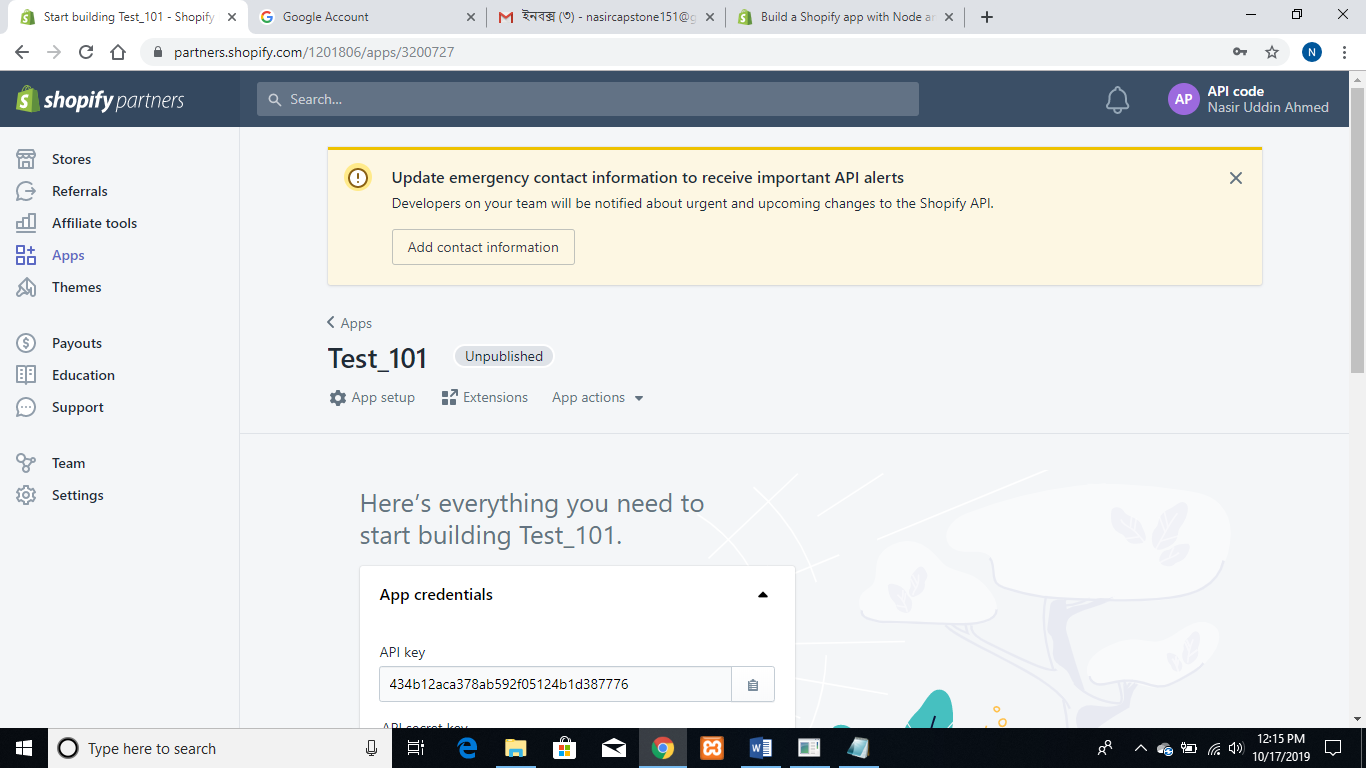 Start building Test_101 - Shopify
Google Account
ইনবক্স (৩) - nasircapstone151@g
Build a Shopify app with Node an
partners.shopify.com/1201806/apps/3200727
N
shopify partners
Search...
AP
API code
Nasir Uddin Ahmed
Stores
Referrals
Affiliate tools
Apps
Themes
Payouts
Education
Support
Team
Settings
Update emergency contact information to receive important API alerts
Developers on your team will be notified about urgent and upcoming changes to the Shopify API.
Add contact information
Apps
Test_101 Unpublished
App setup Extensions App actions
Here's everything you need to
start building Test_101.
App credentials
API key
434b12aca378ab592f05124b1d387776
API secret key
Type here to search
12:15 PM
10/17/2019